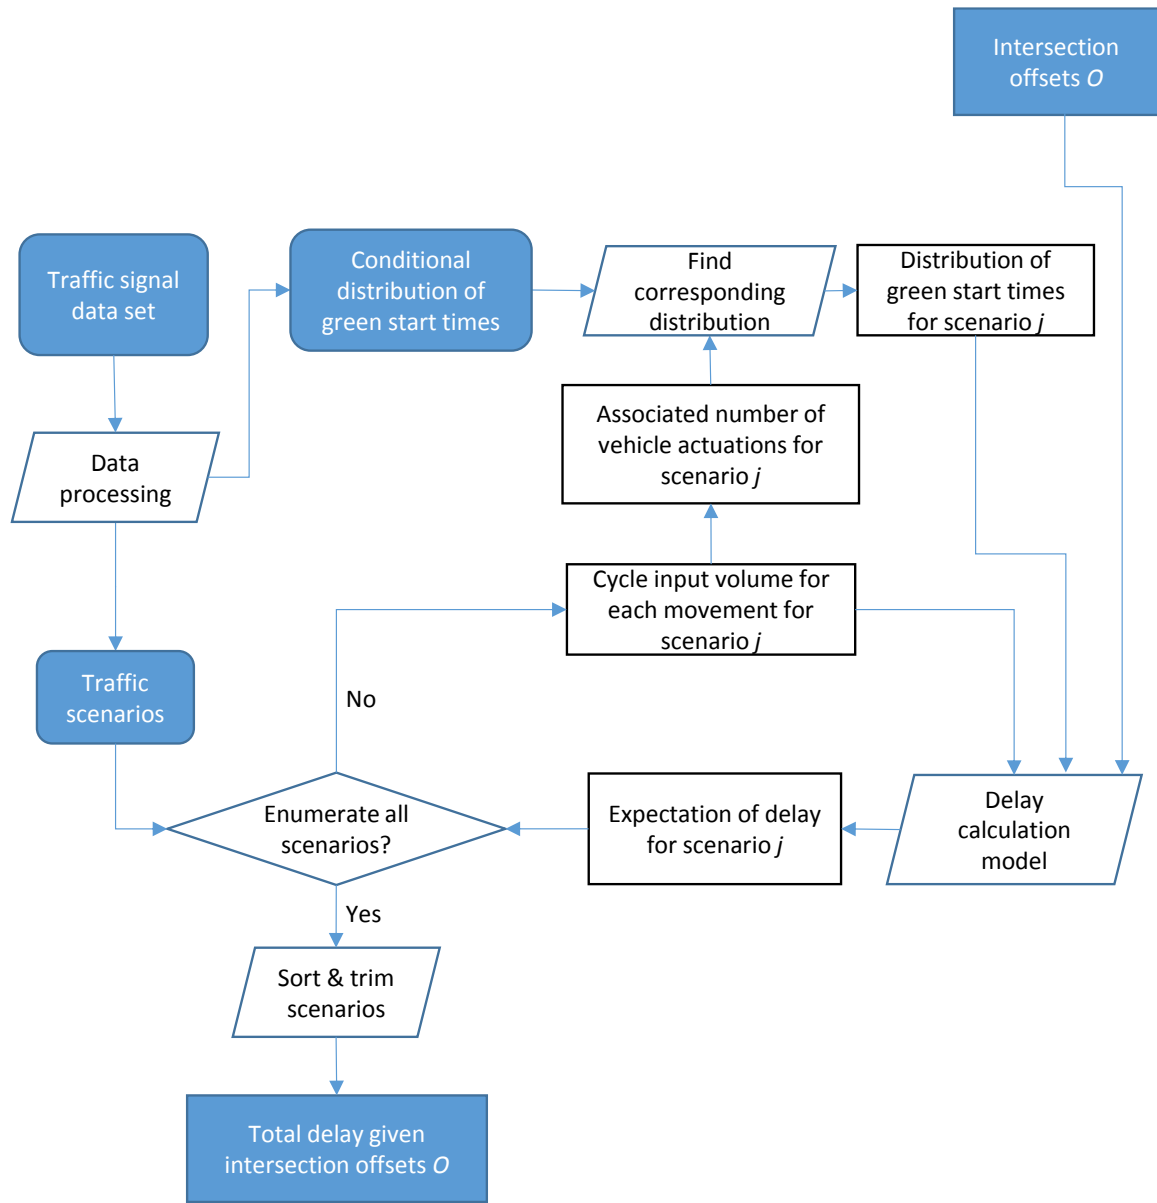 Intersection
offsets O
Traffic signal
data set
Conditional
distribution of
green start times
Find
corresponding
distribution
Distribution of
green start times
for scenario j
Associated number of
vehicle actuations for
scenario j
Data
processing
Cycle input volume for
each movement for
scenario j
Traffic
scenarios
No
Enumerate all
scenarios?
Expectation of delay
for scenario j
Delay
calculation
model
Yes
Sort & trim
scenarios
Total delay given
intersection offsets O